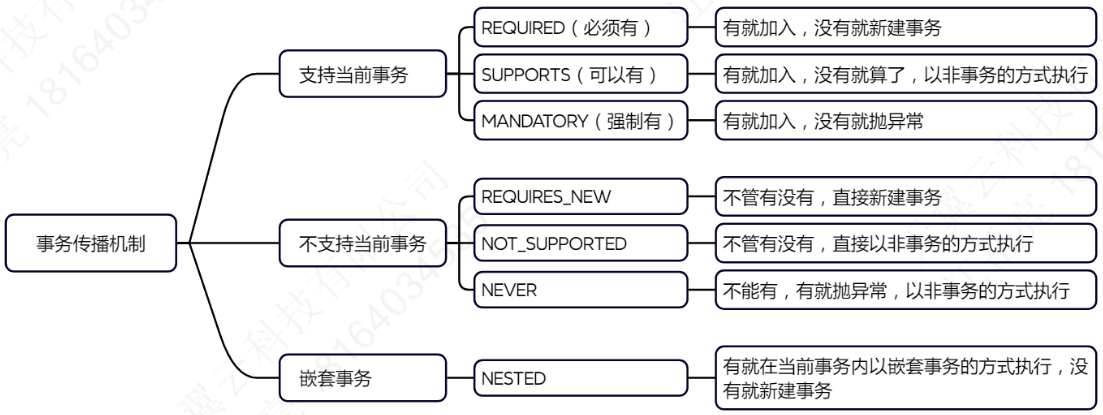 事务传播机制
支持当前事务
REQUIRED（必须有）
有就加入，没有就新建事务
SUPPORTS（可以有）
有就加入，没有就算了，以非事务的方式执行
MANDATORY（强制有）
有就加入，没有就抛异常
不支持当前事务
REQUIRES_NEW
不管有没有，直接新建事务
NOT_SUPPORTED
不管有没有，直接以非事务的方式执行
NEVER
不能有，有就抛异常，以非事务的方式执行
嵌套事务
NESTED
有就在当前事务内以嵌套事务的方式执行，没
有就新建事务